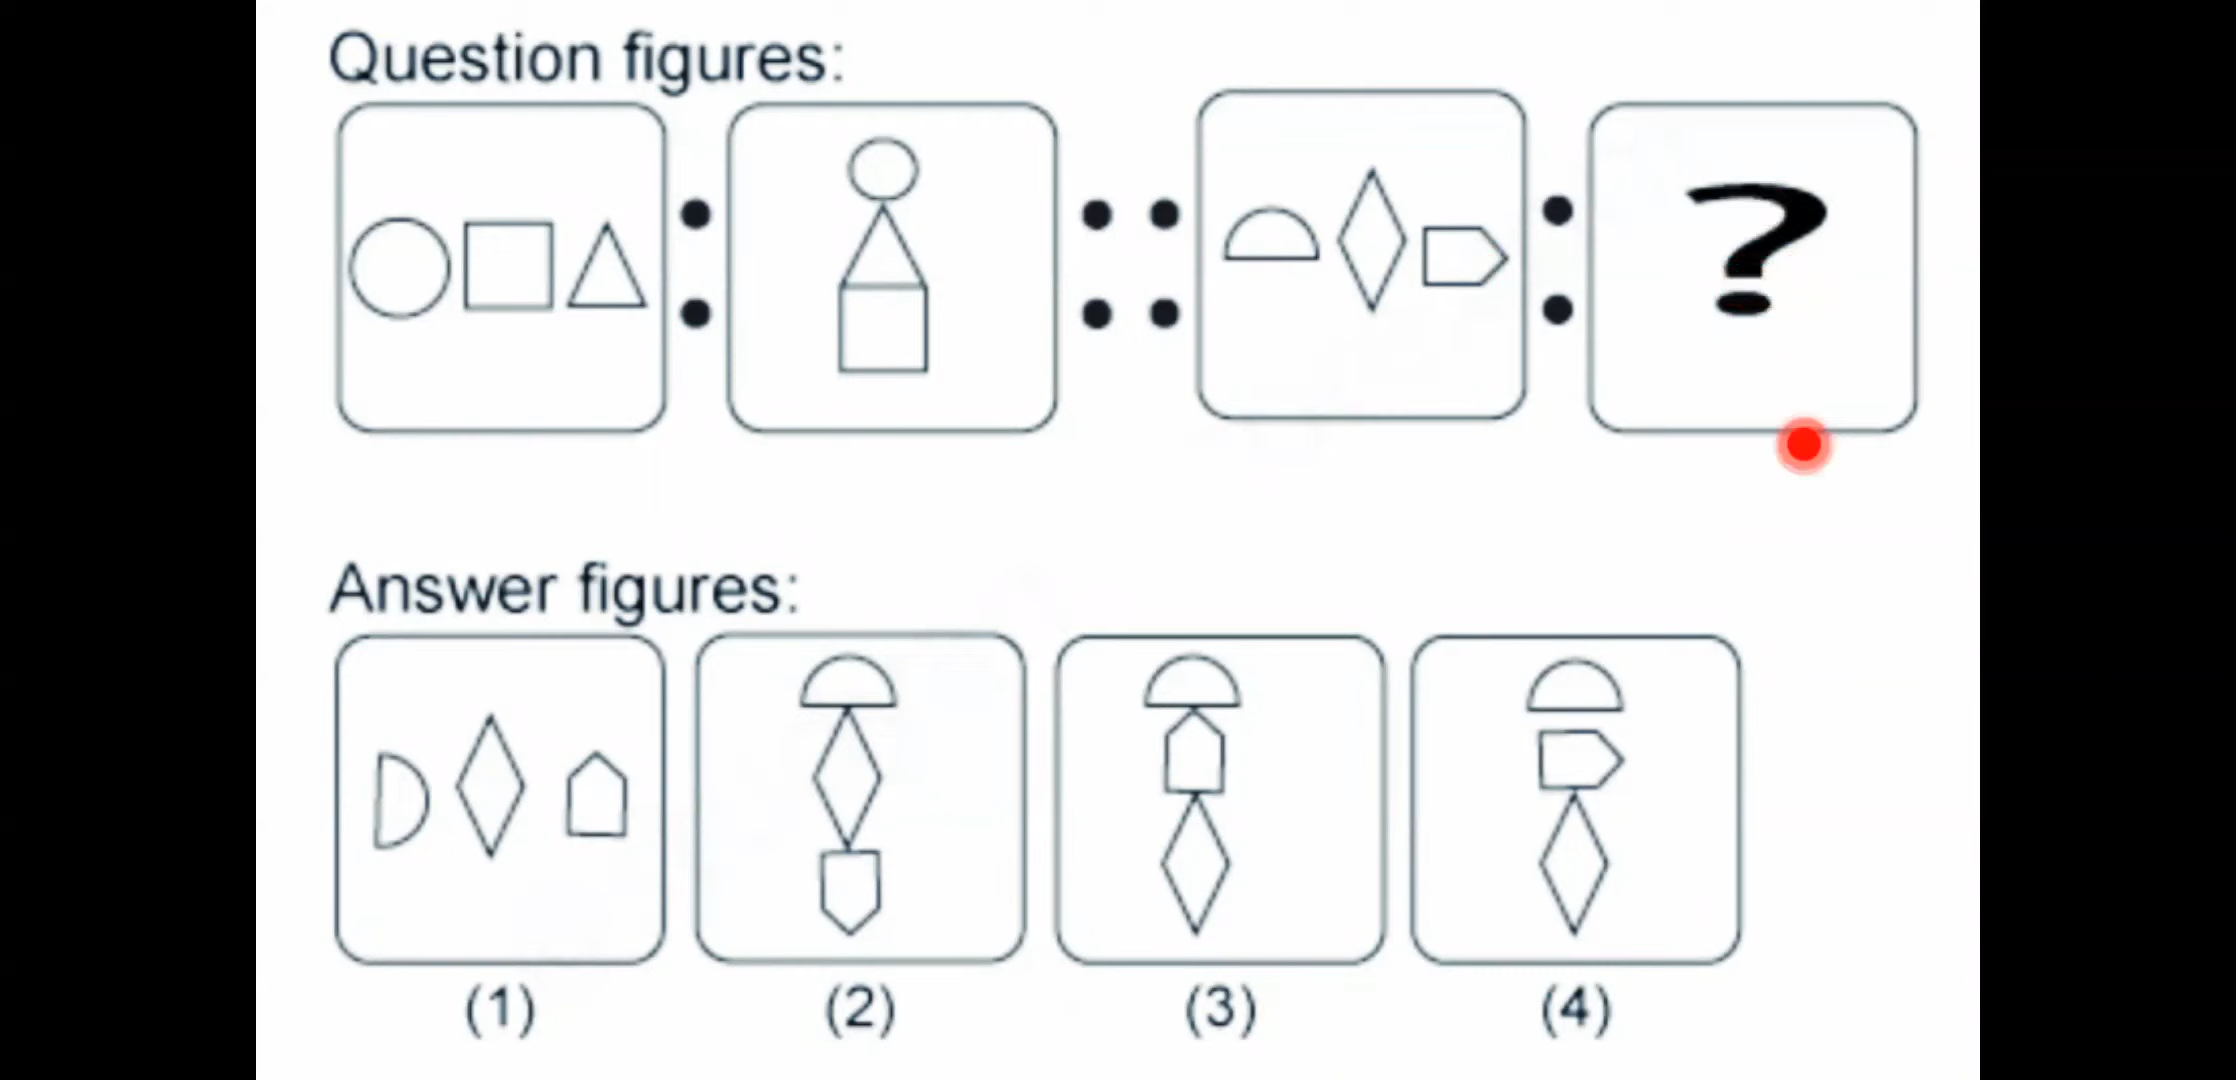 Question figures:
?
Answer figures:
(1) (2) (3) (4)